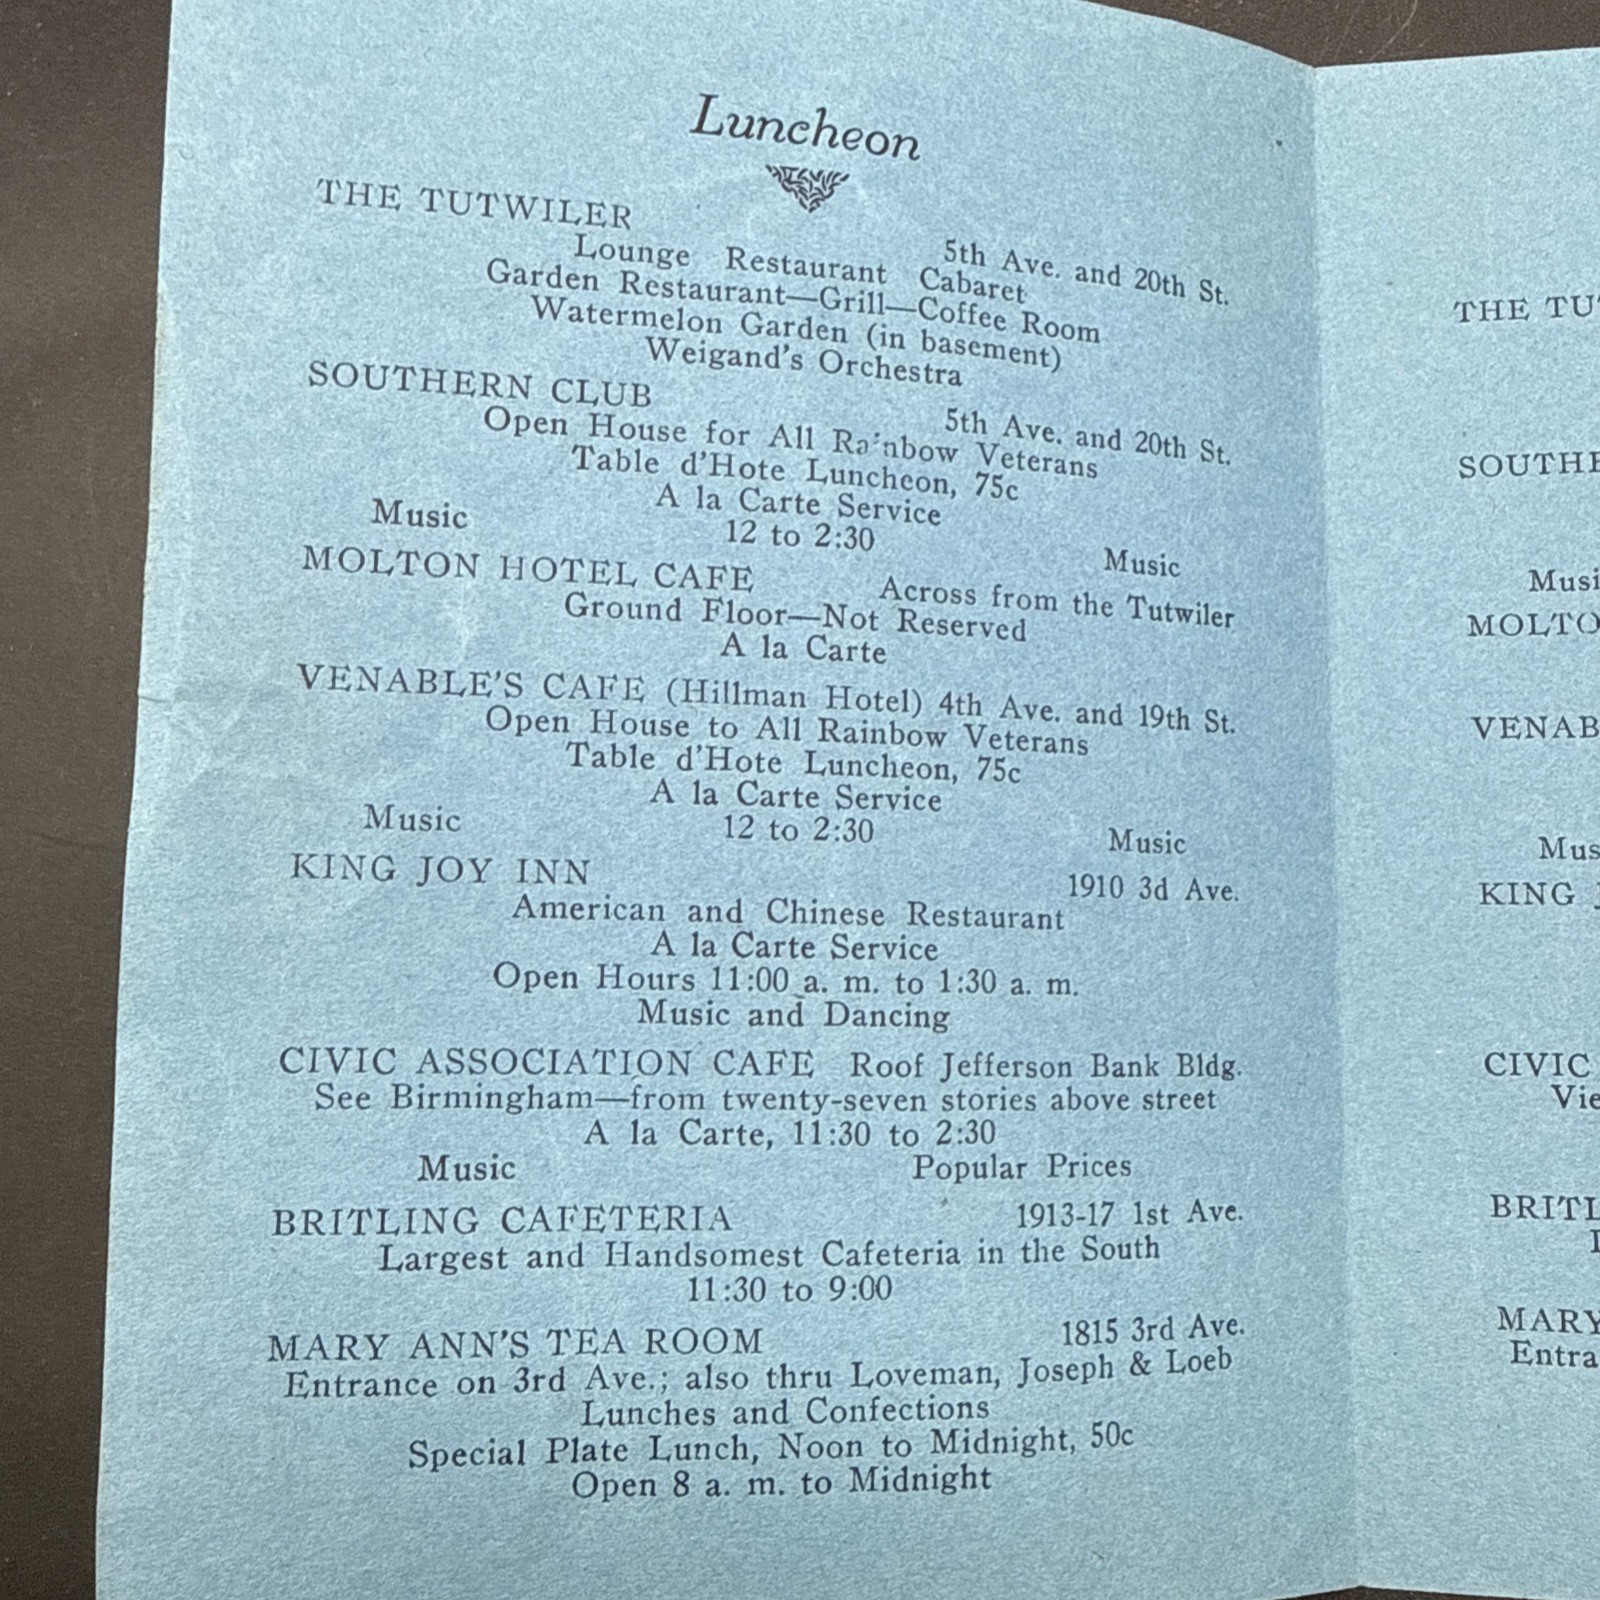 Luncheon
THE TUTWILER 5th Ave. and 20th St.
Lounge Restaurant Cabaret
Garden Restaurant—Grill—Coffee Room
Watermelon Garden (in basement)
Weigand's Orchestra
SOUTHERN CLUB 5th Ave. and 20th St.
Open House for All Rainbow Veterans
Table d'Hote Luncheon, 75c
A la Carte Service
Music 12 to 2:30 Music
MOLTON HOTEL CAFE Across from the Tutwiler
Ground Floor—Not Reserved
A la Carte
VENABLE'S CAFE (Hillman Hotel) 4th Ave. and 19th St.
Open House to All Rainbow Veterans
Table d'Hote Luncheon, 75c
A la Carte Service
Music 12 to 2:30 Music
KING JOY INN 1910 3d Ave.
American and Chinese Restaurant
A la Carte Service
Open Hours 11:00 a. m. to 1:30 a. m.
Music and Dancing
CIVIC ASSOCIATION CAFE Roof Jefferson Bank Bldg.
See Birmingham—from twenty-seven stories above street
A la Carte, 11:30 to 2:30
Music Popular Prices
BRITLING CAFETERIA 1913-17 1st Ave.
Largest and Handsomest Cafeteria in the South
11:30 to 9:00
MARY ANN'S TEA ROOM 1815 3rd Ave.
Entrance on 3rd Ave.; also thru Loveman, Joseph & Loeb
Lunches and Confections
Special Plate Lunch, Noon to Midnight, 50c
Open 8 a. m. to Midnight
THE TU
SOUTHE
Musi
MOLTO
VENAB
Mus
KING
CIVIC
Vie
BRITL
MARY
Entra